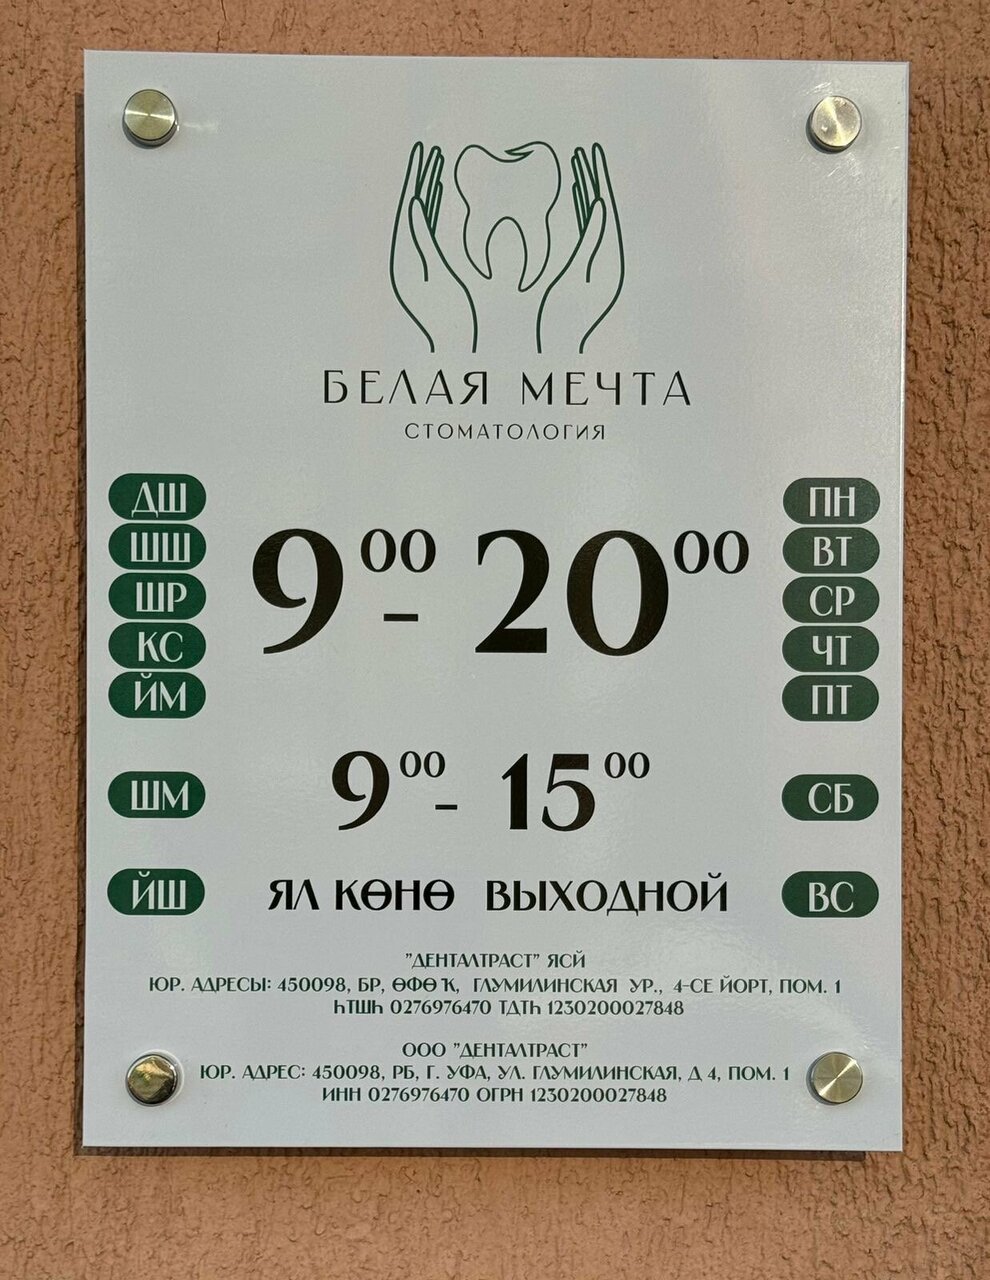 БЕЛАЯ МЕЧТА
СТОМАТОЛОГИЯ
ДШ ПН
ШШ 9⁰⁰ - 20⁰⁰ ВТ
ШР СР
КС ЧТ
ЙМ ПТ
ШМ 9⁰⁰ - 15⁰⁰ СБ
ЙШ ЯЛ КӨНӨ ВЫХОДНОЙ ВС
"ДЕНТАЛТРАСТ" ЯСЙ
ЮР. АДРЕСЫ: 450098, БР, ӨФӨ Ҡ, ГЛУМИЛИНСКАЯ УР., 4-СЕ ЙОРТ, ПОМ. 1
ҺТШҺ 0276976470 ТДТҺ 1230200027848
ООО "ДЕНТАЛТРАСТ"
ЮР. АДРЕС: 450098, РБ, Г. УФА, УЛ. ГЛУМИЛИНСКАЯ, Д 4, ПОМ. 1
ИНН 0276976470 ОГРН 1230200027848